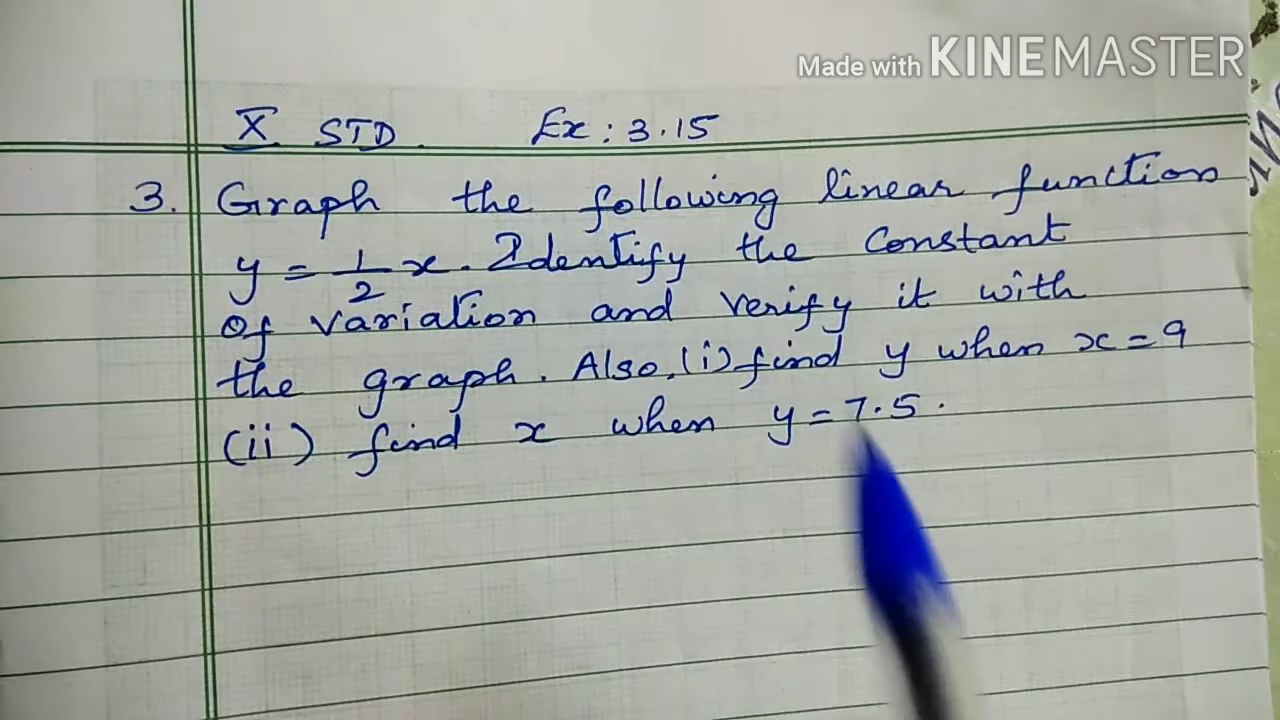 Made with KINEMASTER
X STD. Ex: 3.15
3. Graph the following linear function
y = 1/2 x. Identify the constant
of variation and verify it with
the graph. Also, (i) find y when x = 9
(ii) find x when y = 7.5.